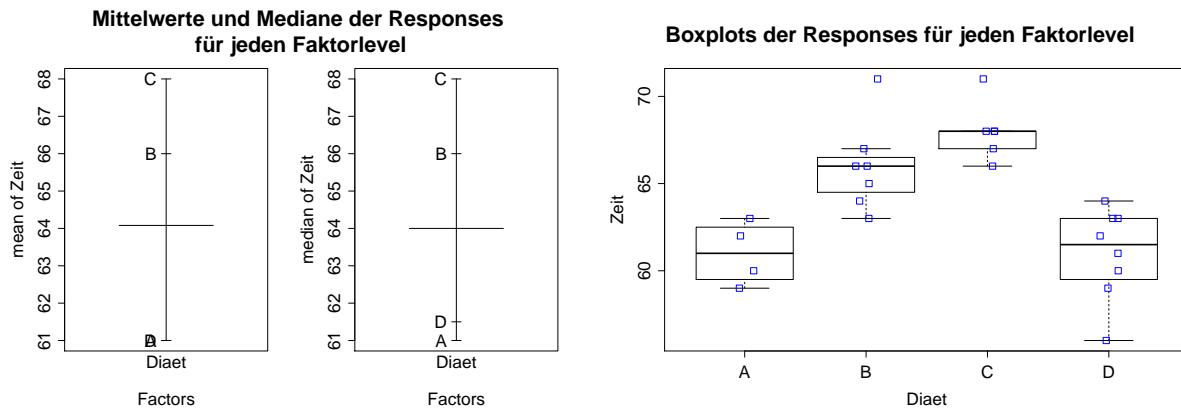 Mittelwerte und Mediane der Responses
für jeden Faktorlevel
mean of Zeit
68
67
66
65
64
63
62
61
C
B
D
A
Diaet
Factors
median of Zeit
68
67
66
65
64
63
62
61
C
B
D
A
Diaet
Factors
Boxplots der Responses für jeden Faktorlevel
Zeit
70
65
60
A B C D
Diaet